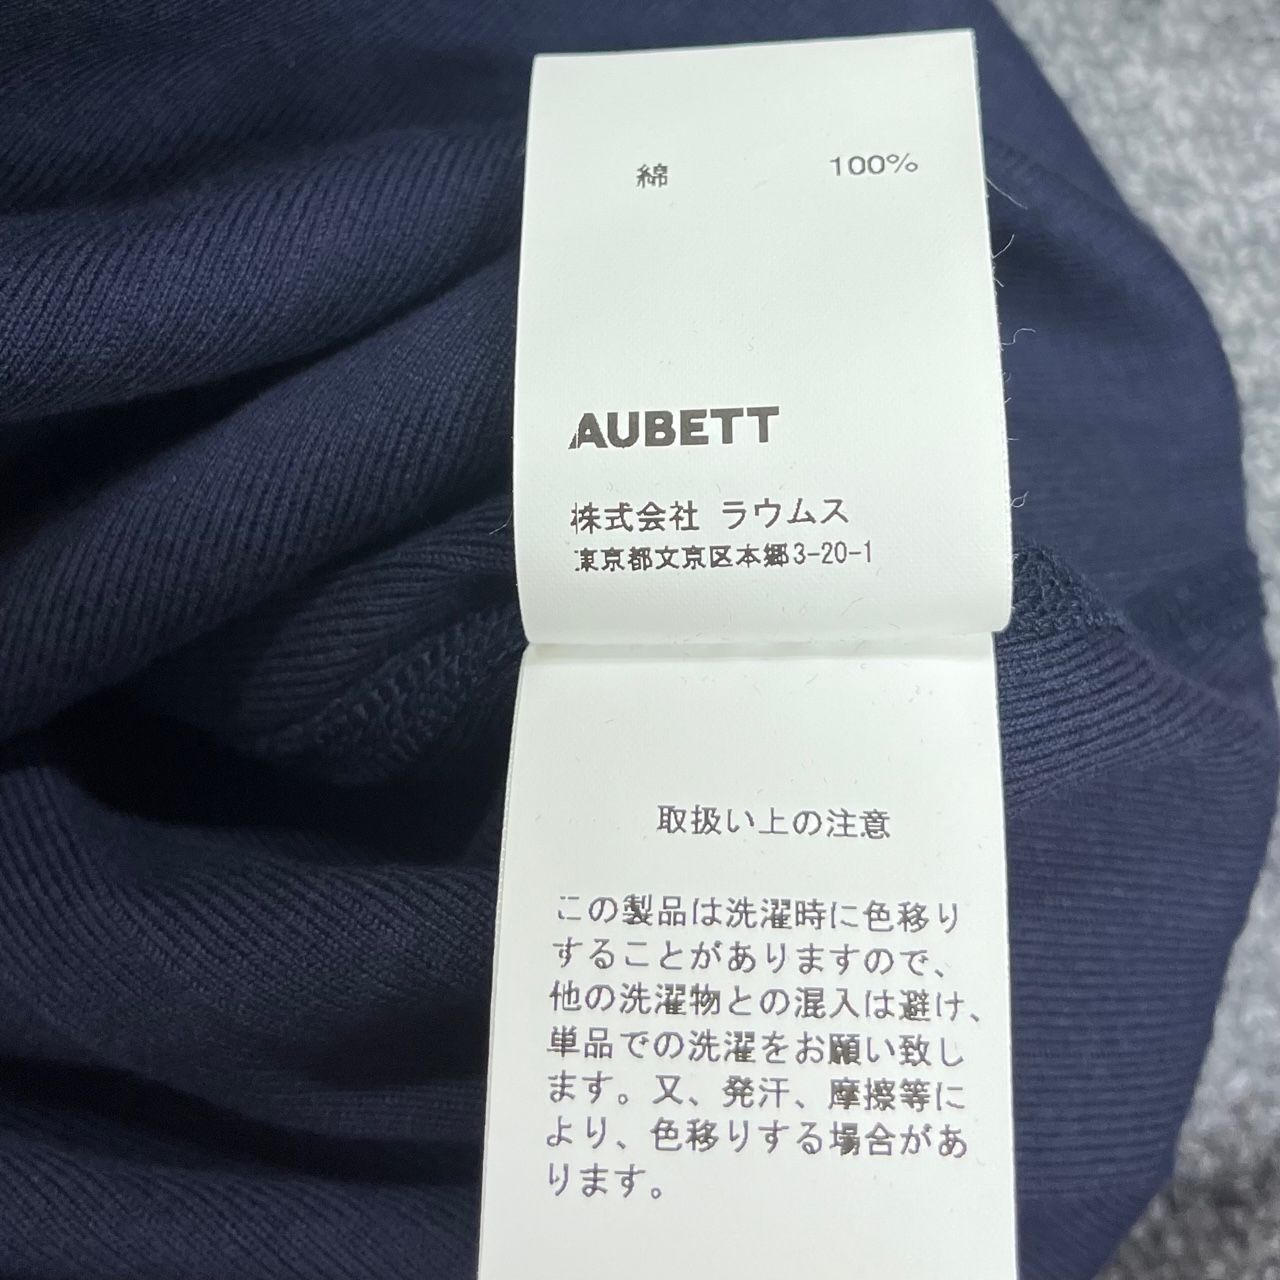 綿 100%
AUBETT
株式会社 ラウムス
東京都文京区本郷3-20-1
取扱い上の注意
この製品は洗濯時に色移り
することがありますので、
他の洗濯物との混入は避け、
単品での洗濯をお願い致し
ます。又、発汗、摩擦等に
より、色移りする場合があ
ります。